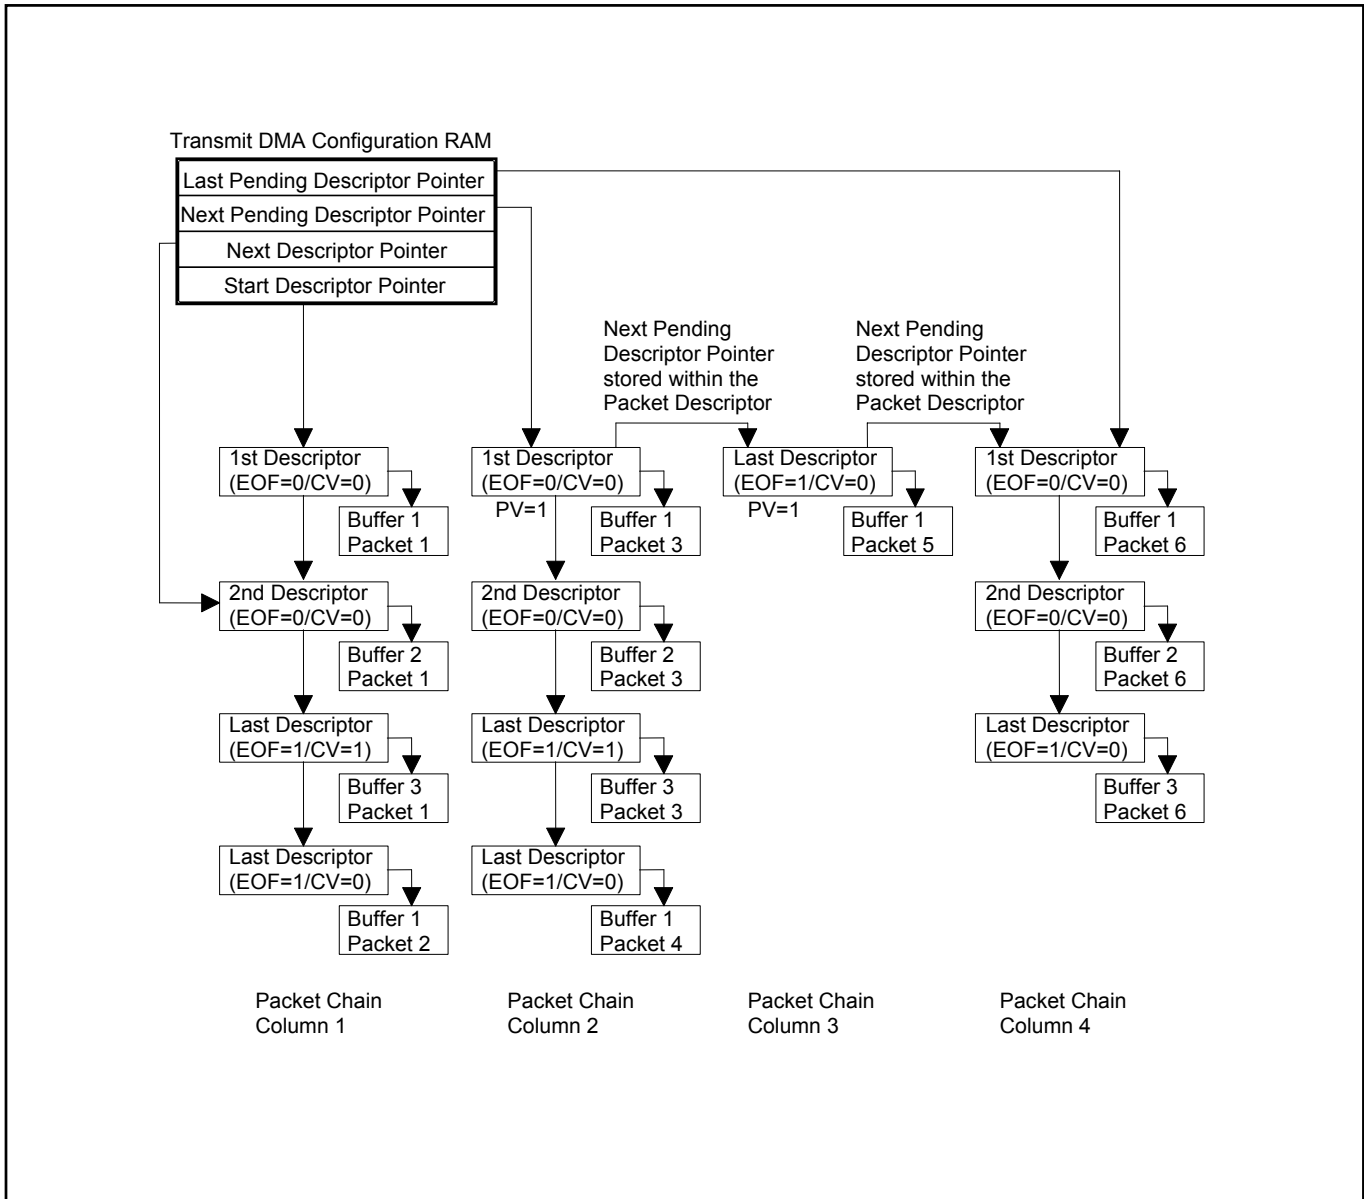 Transmit DMA Configuration RAM
Last Pending Descriptor Pointer
Next Pending Descriptor Pointer
Next Descriptor Pointer
Start Descriptor Pointer
Next Pending
Descriptor Pointer
stored within the
Packet Descriptor
Next Pending
Descriptor Pointer
stored within the
Packet Descriptor
1st Descriptor
(EOF=0/CV=0)
Buffer 1
Packet 1
2nd Descriptor
(EOF=0/CV=0)
Buffer 2
Packet 1
Last Descriptor
(EOF=1/CV=1)
Buffer 3
Packet 1
Last Descriptor
(EOF=1/CV=0)
Buffer 1
Packet 2
Packet Chain
Column 1
1st Descriptor
(EOF=0/CV=0)
PV=1
Buffer 1
Packet 3
2nd Descriptor
(EOF=0/CV=0)
Buffer 2
Packet 3
Last Descriptor
(EOF=1/CV=1)
Buffer 3
Packet 3
Last Descriptor
(EOF=1/CV=0)
Buffer 1
Packet 4
Packet Chain
Column 2
Last Descriptor
(EOF=1/CV=0)
PV=1
Buffer 1
Packet 5
Packet Chain
Column 3
1st Descriptor
(EOF=0/CV=0)
Buffer 1
Packet 6
2nd Descriptor
(EOF=0/CV=0)
Buffer 2
Packet 6
Last Descriptor
(EOF=1/CV=0)
Buffer 3
Packet 6
Packet Chain
Column 4